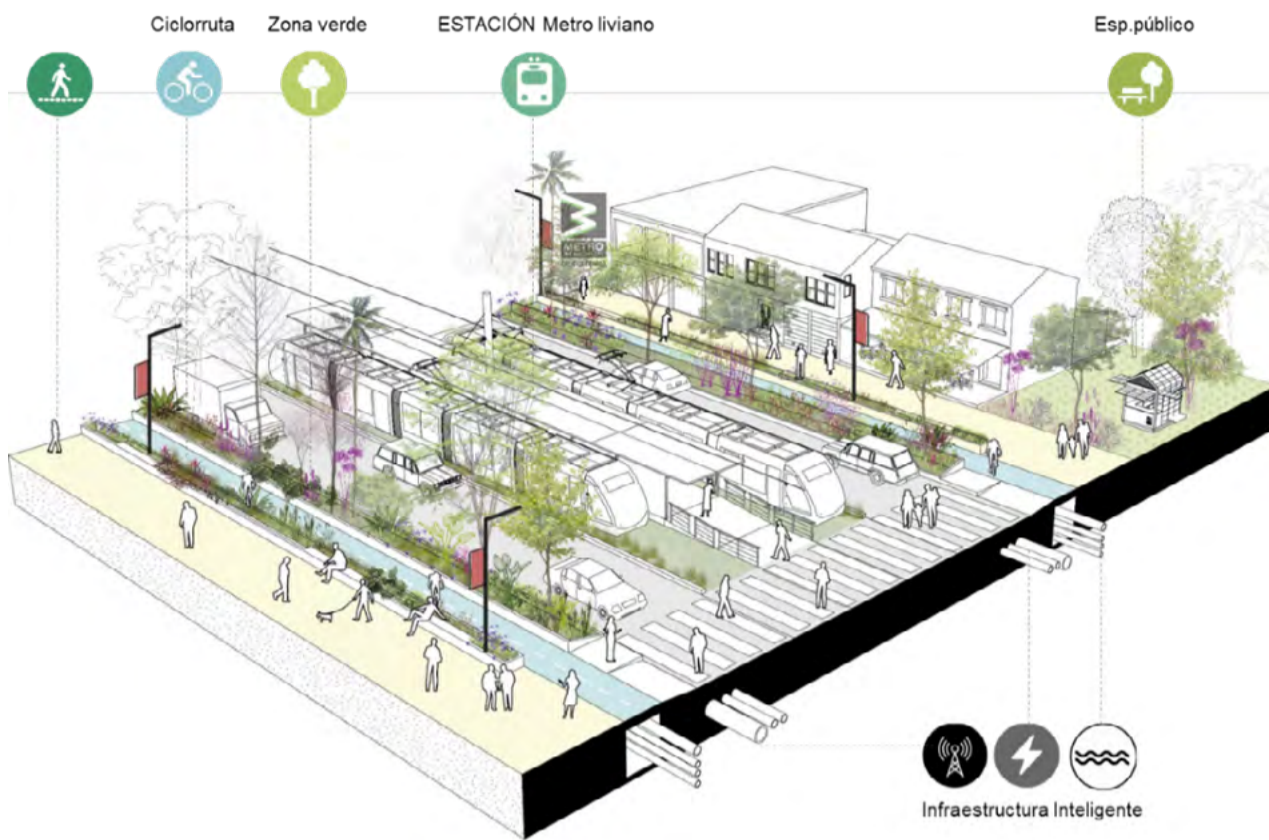 Ciclorruta
Zona verde
ESTACIÓN Metro liviano
Esp.público
METRO
Infraestructura Inteligente